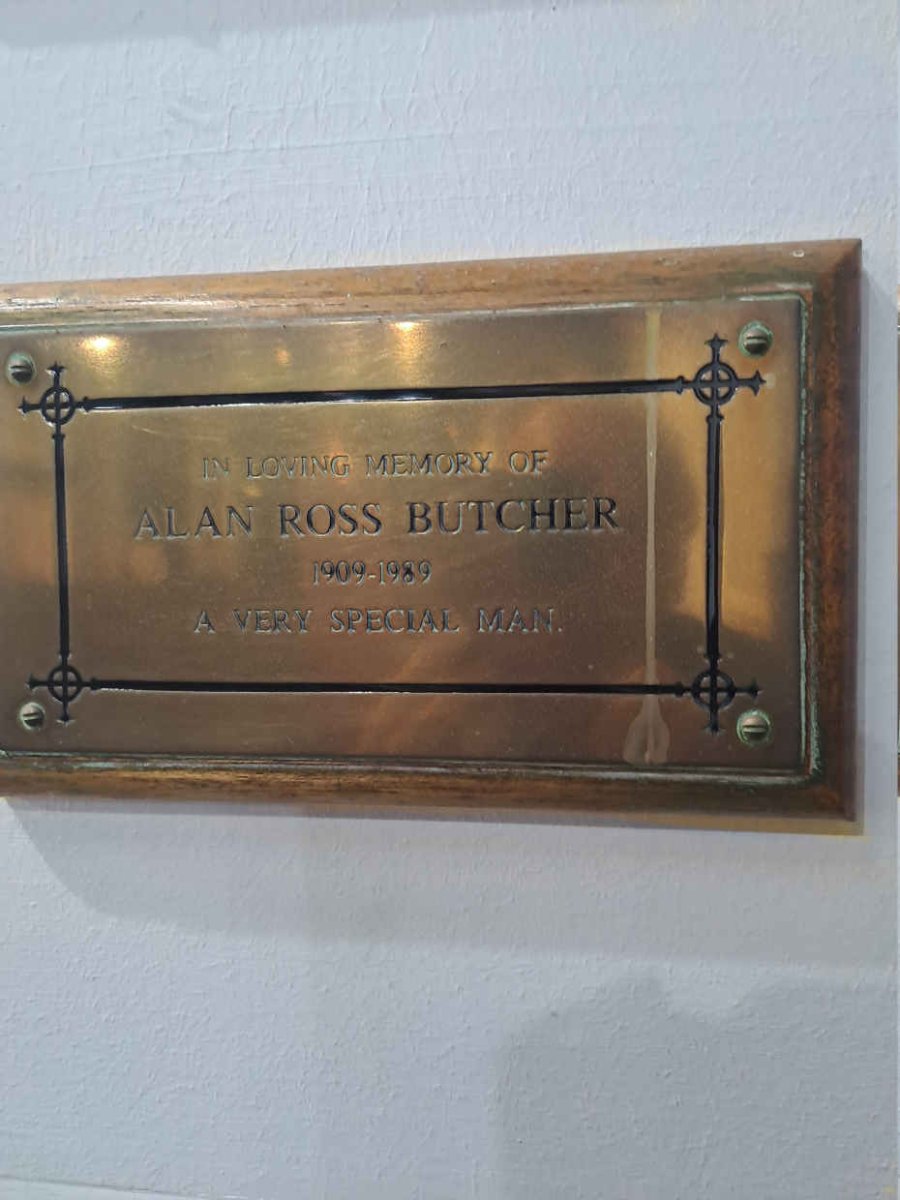 IN LOVING MEMORY OF
ALAN ROSS BUTCHER
1909-1989
A VERY SPECIAL MAN.